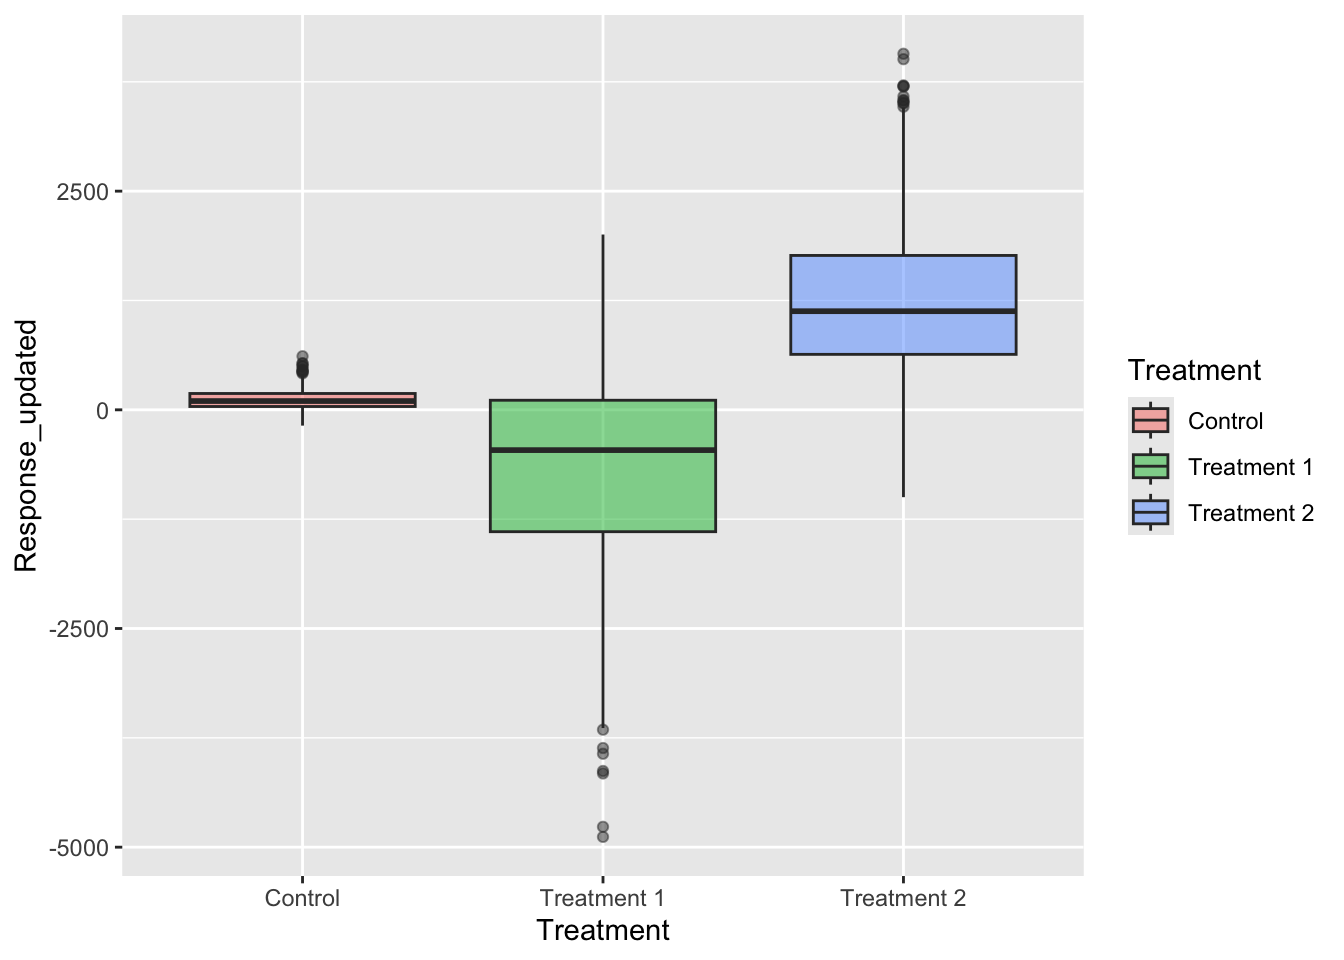 Response_updated
2500
0
-2500
-5000
Control
Treatment 1
Treatment 2
Treatment
Treatment
Control
Treatment 1
Treatment 2